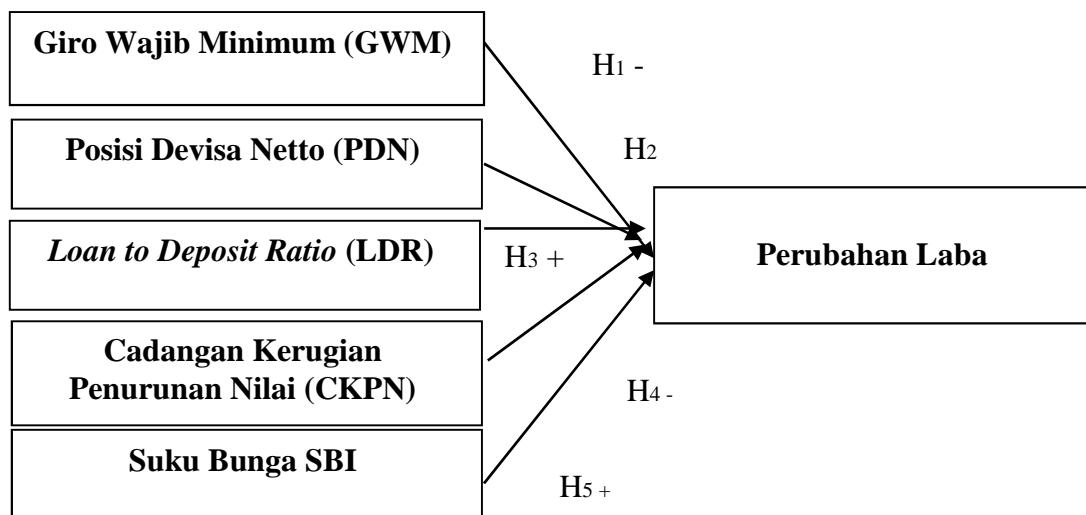 Giro Wajib Minimum (GWM)
H1 -
Posisi Devisa Netto (PDN)
H2
Loan to Deposit Ratio (LDR)
H3 +
Perubahan Laba
Cadangan Kerugian
Penurunan Nilai (CKPN)
H4 -
Suku Bunga SBI
H5 +